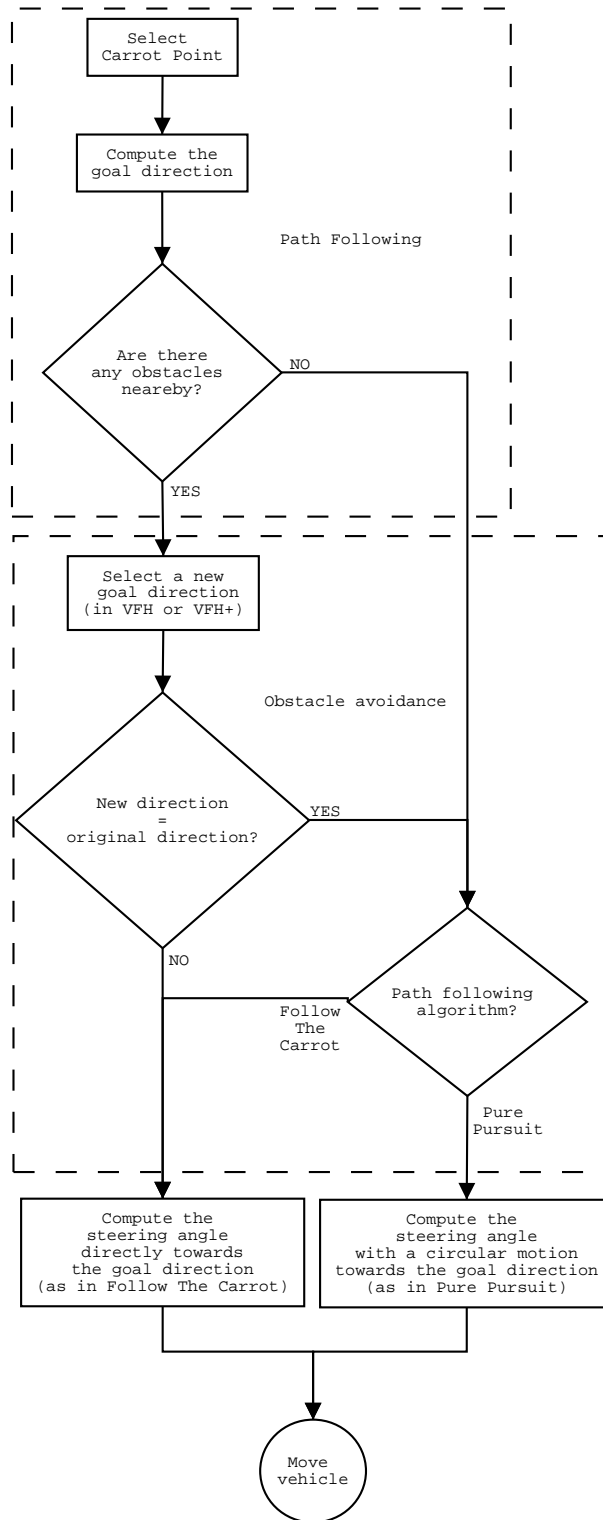 Select
Carrot Point
Compute the
goal direction
Path Following
Are there
any obstacles
neareby?
NO
YES
Select a new
goal direction
(in VFH or VFH+)
Obstacle avoidance
New direction
=
original direction?
YES
NO
Path following
algorithm?
Follow
The
Carrot
Pure
Pursuit
Compute the
steering angle
directly towards
the goal direction
(as in Follow The Carrot)
Compute the
steering angle
with a circular motion
towards the goal direction
(as in Pure Pursuit)
Move
vehicle